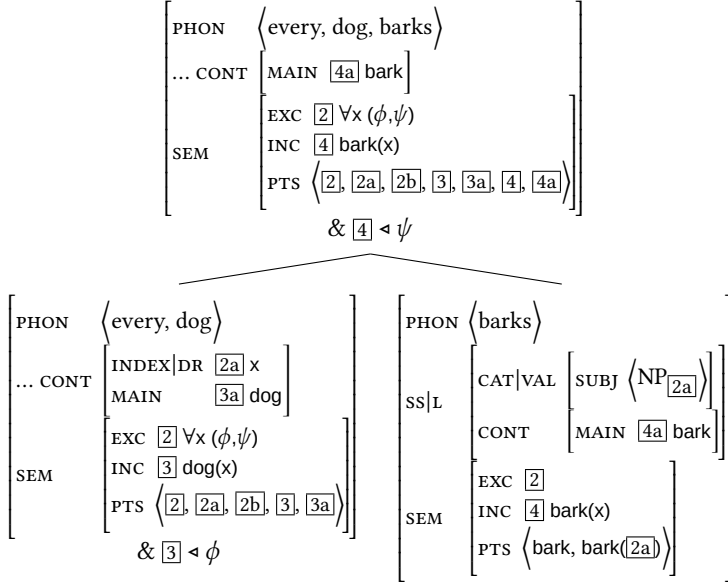 PHON ⟨every, dog, barks⟩
... CONT [MAIN 4a bark]
EXC 2 ∀x (ϕ,ψ)
SEM INC 4 bark(x)
PTS ⟨2, 2a, 2b, 3, 3a, 4, 4a⟩
& 4 ◁ ψ
PHON ⟨every, dog⟩
... CONT INDEX|DR 2a x
MAIN 3a dog
EXC 2 ∀x (ϕ,ψ)
SEM INC 3 dog(x)
PTS ⟨2, 2a, 2b, 3, 3a⟩
& 3 ◁ ϕ
PHON ⟨barks⟩
SS|L CAT|VAL [SUBJ ⟨NP2a⟩]
CONT [MAIN 4a bark]
EXC 2
SEM INC 4 bark(x)
PTS ⟨bark, bark(2a)⟩